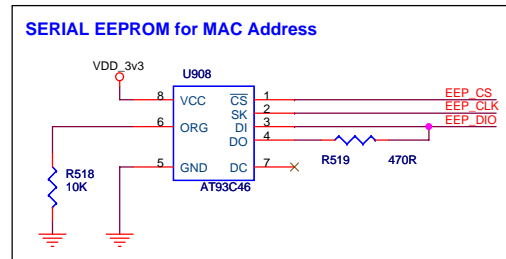 SERIAL EEPROM for MAC Address
VDD_3v3
U908
8 VCC CS 1 EEP_CS
SK 2 EEP_CLK
6 ORG DI 3 EEP_DIO
DO 4
R519 470R
R518
10K
5 GND DC 7
AT93C46